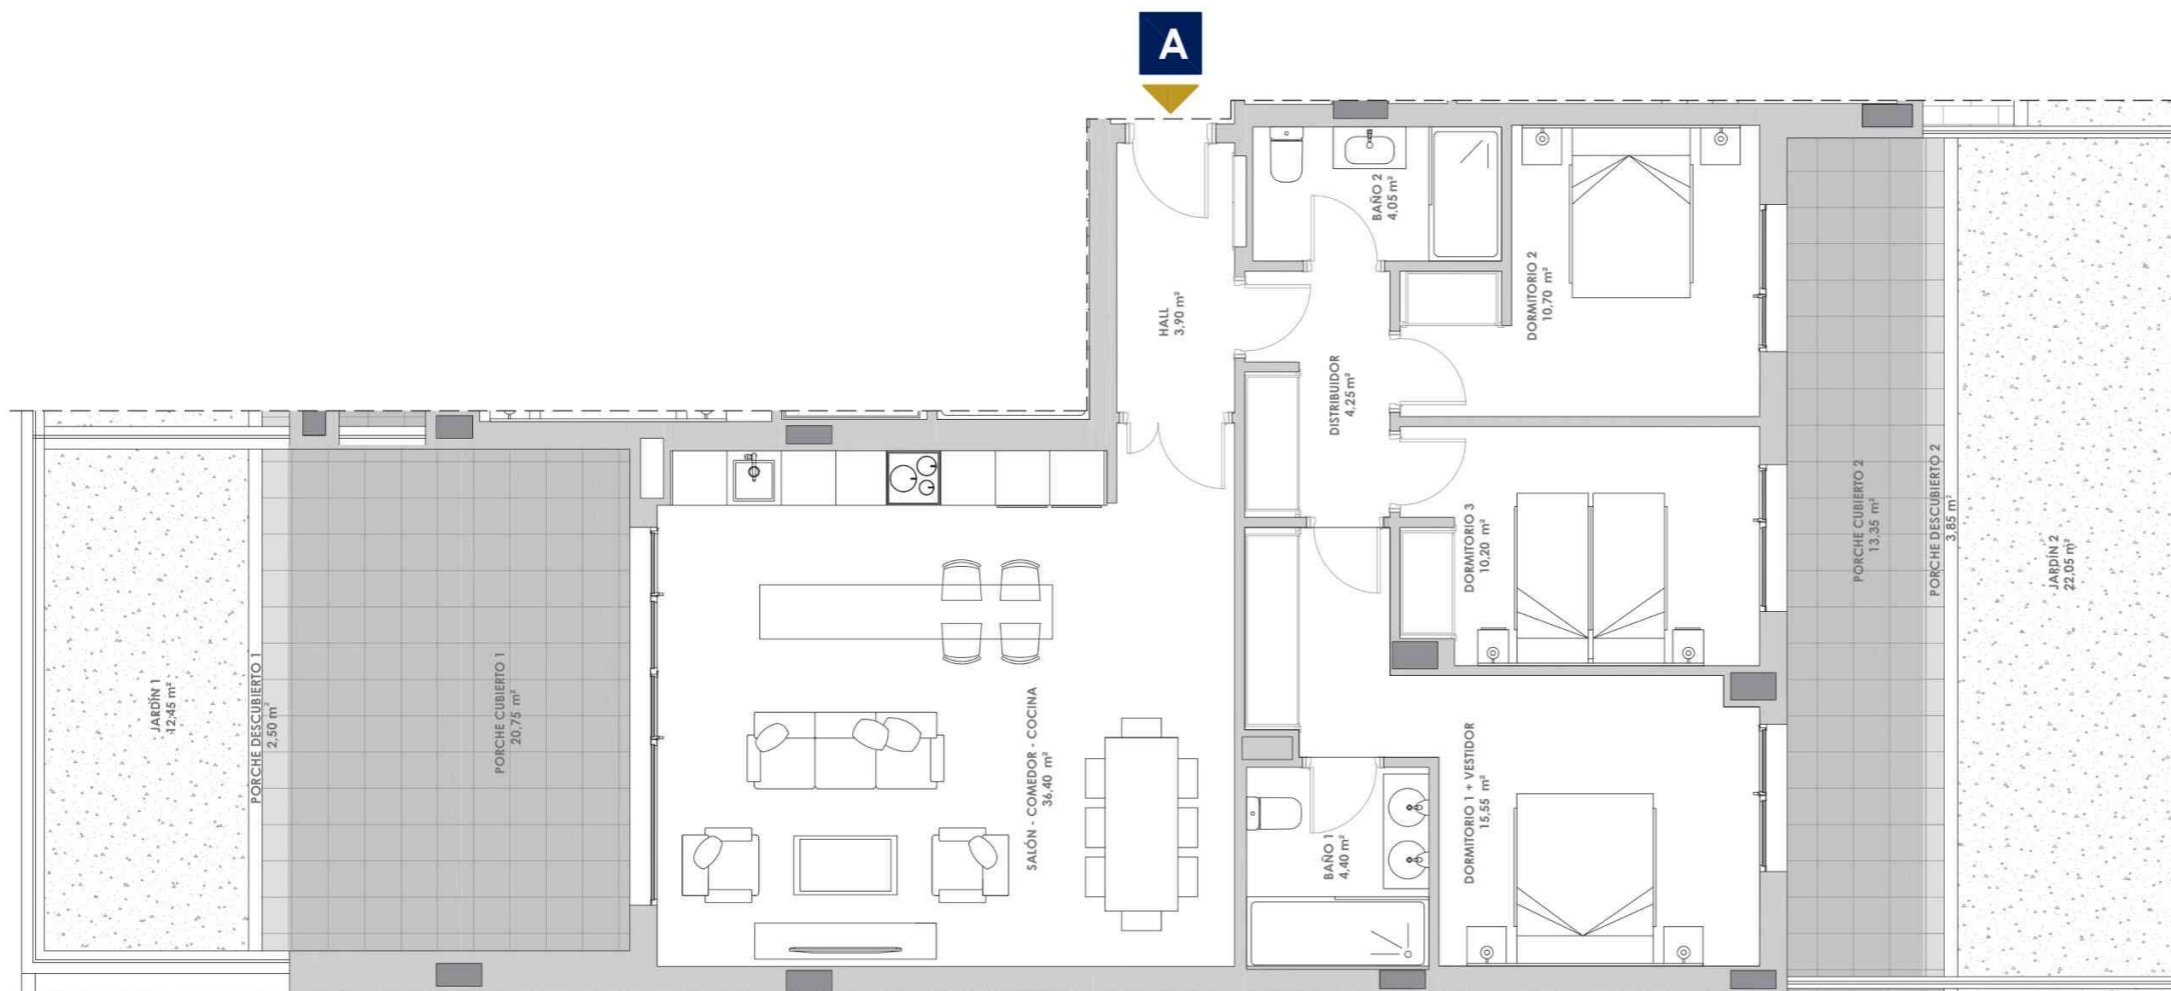 A
BAÑO 2
4,05 m²
DORMITORIO 2
10,70 m²
HALL
3,90 m²
DISTRIBUIDOR
4,25 m²
DORMITORIO 3
10,20 m²
PORCHE CUBIERTO 2
13,35 m²
PORCHE DESCUBIERTO 2
3,85 m²
JARDÍN 2
22,05 m²
JARDÍN 1
12,45 m²
PORCHE DESCUBIERTO 1
2,50 m²
PORCHE CUBIERTO 1
20,75 m²
SALÓN - COMEDOR - COCINA
36,40 m²
BAÑO 1
4,40 m²
DORMITORIO 1 + VESTIDOR
15,55 m²